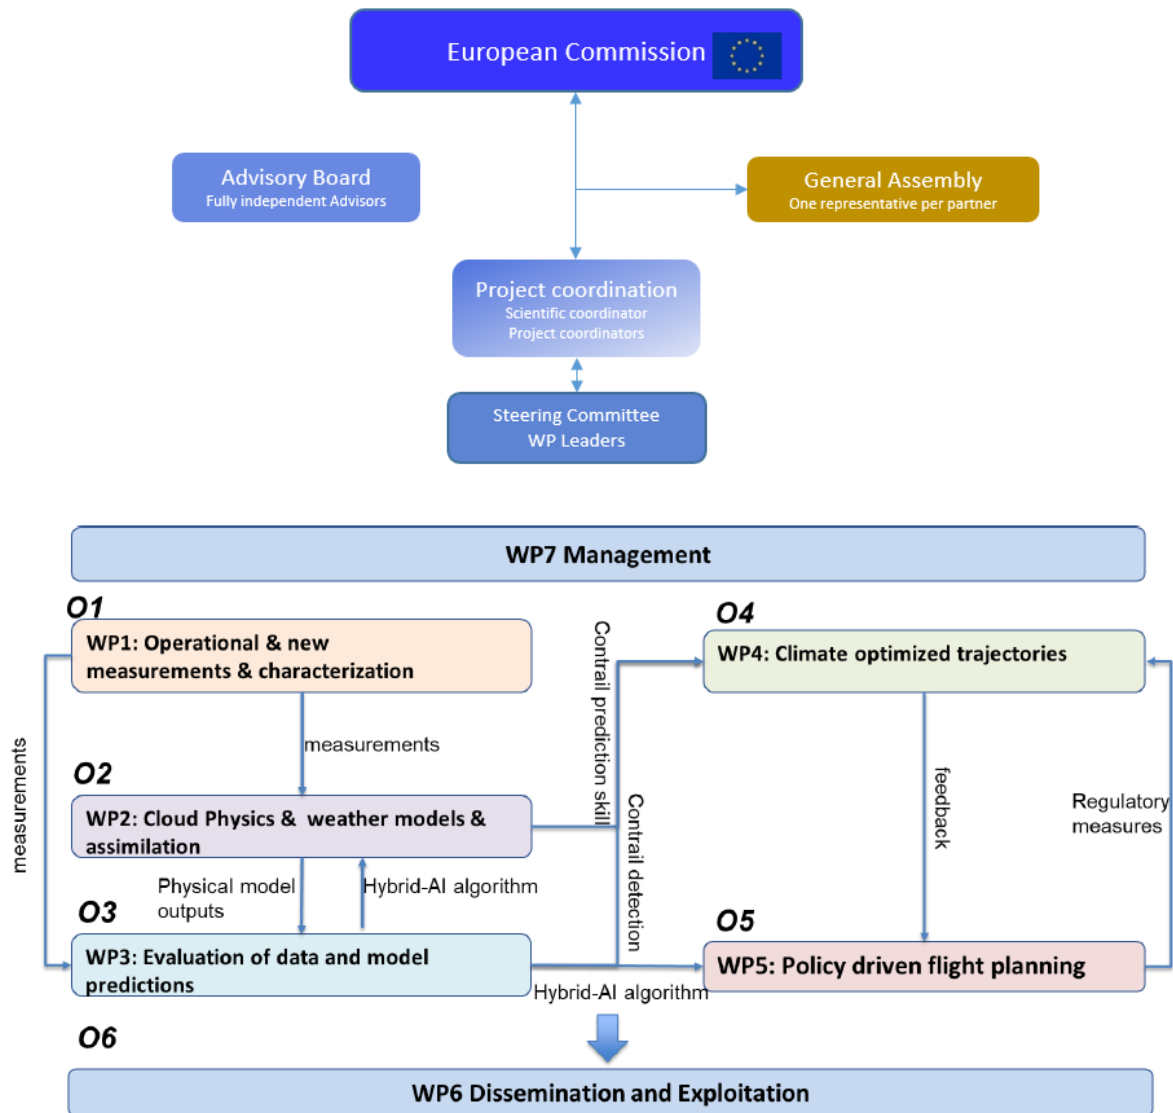 European Commission
Advisory Board
Fully independent Advisors
General Assembly
One representative per partner
Project coordination
Scientific coordinator
Project coordinators
Steering Committee
WP Leaders
WP7 Management
O1
WP1: Operational & new
measurements & characterization
O4
WP4: Climate optimized trajectories
measurements
measurements
Contrail prediction skill
Contrail detection
feedback
Regulatory
measures
O2
WP2: Cloud Physics & weather models &
assimilation
Physical model
outputs
Hybrid-AI algorithm
O3
WP3: Evaluation of data and model
predictions
O5
WP5: Policy driven flight planning
Hybrid-AI algorithm
O6
WP6 Dissemination and Exploitation